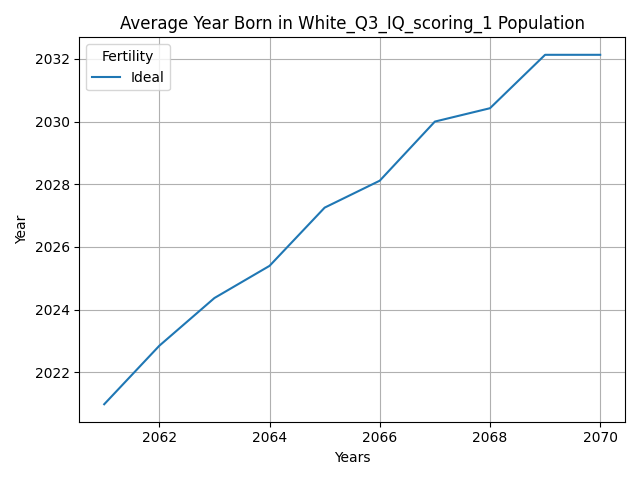 Average Year Born in White_Q3_IQ_scoring_1 Population
Fertility
Ideal
2032
2030
2028
2026
2024
2022
Year
2062 2064 2066 2068 2070
Years